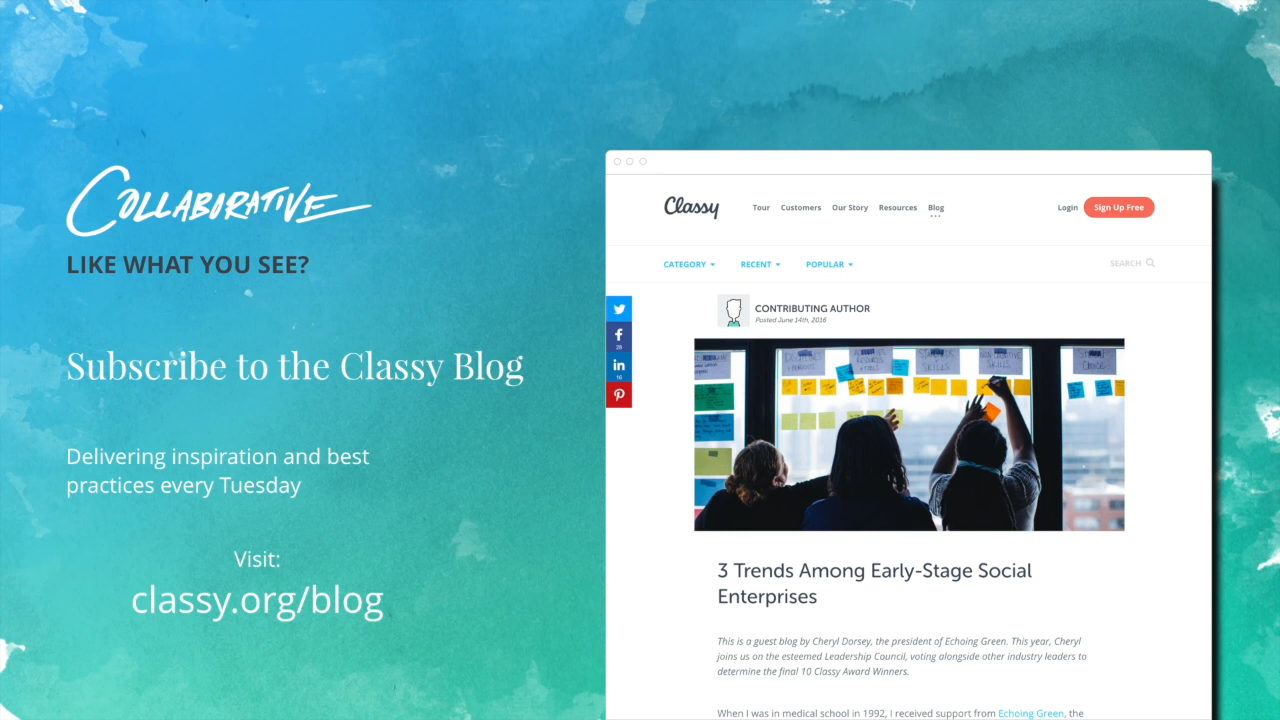 COLLABORATIVE
LIKE WHAT YOU SEE?
Subscribe to the Classy Blog
Delivering inspiration and best
practices every Tuesday
Visit:
classy.org/blog
Classy
Tour Customers Our Story Resources Blog
Login Sign Up Free
CATEGORY RECENT POPULAR
SEARCH
CONTRIBUTING AUTHOR
Posted June 14th, 2016
28
in
16
3 Trends Among Early-Stage Social
Enterprises
This is a guest blog by Cheryl Dorsey, the president of Echoing Green. This year, Cheryl
joins us on the esteemed Leadership Council, voting alongside other industry leaders to
determine the final 10 Classy Award Winners.
When I was in medical school in 1992, I received support from Echoing Green, the